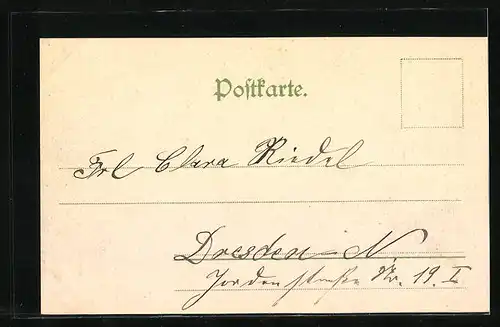 Postkarte.
Frl Clara Riedel
Dresden-N
Jordanstraße Nr. 19 I